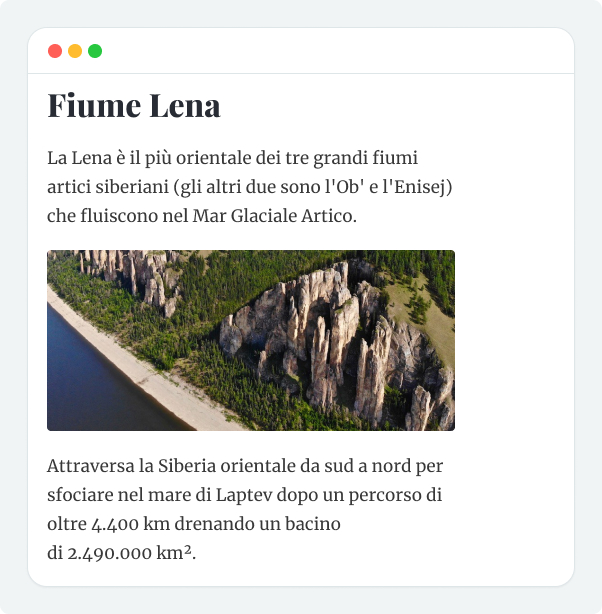 Fiume Lena
La Lena è il più orientale dei tre grandi fiumi
artici siberiani (gli altri due sono l'Ob' e l'Enisej)
che fluiscono nel Mar Glaciale Artico.
Attraversa la Siberia orientale da sud a nord per
sfociare nel mare di Laptev dopo un percorso di
oltre 4.400 km drenando un bacino
di 2.490.000 km².